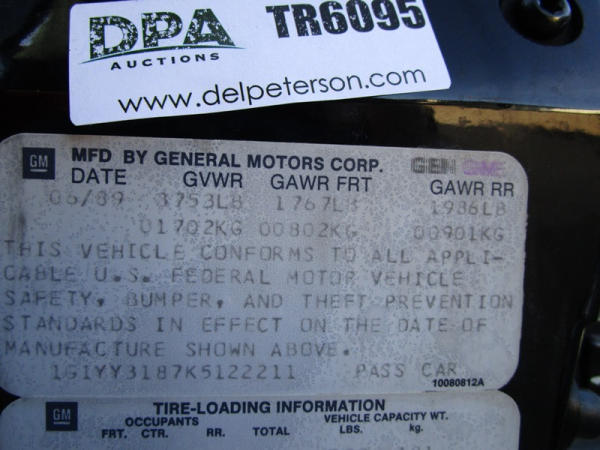 DPA TR6095
AUCTIONS
www.delpeterson.com
GM MFD BY GENERAL MOTORS CORP. GEN GME
DATE GVWR GAWR FRT GAWR RR
06/89 3753LB 1767LB 1986LB
01702KG 00802KG 00901KG
THIS VEHICLE CONFORMS TO ALL APPLI-
CABLE U.S. FEDERAL MOTOR VEHICLE
SAFETY, BUMPER, AND THEFT PREVENTION
STANDARDS IN EFFECT ON THE DATE OF
MANUFACTURE SHOWN ABOVE.
1G1YY3187K5122211 PASS CAR
10080812A
GM TIRE-LOADING INFORMATION
OCCUPANTS VEHICLE CAPACITY WT.
FRT. CTR. RR. TOTAL LBS. kg.